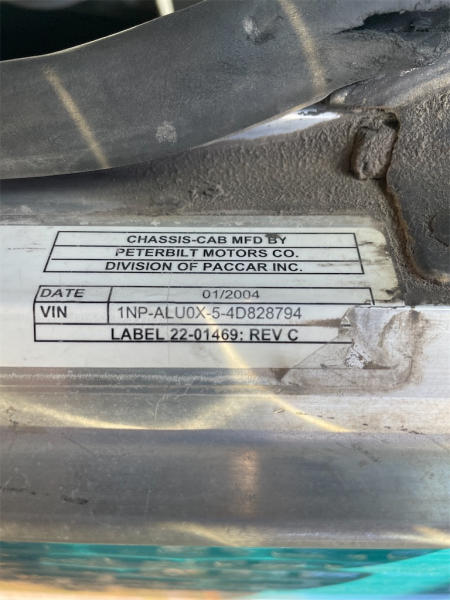 CHASSIS-CAB MFD BY
PETERBILT MOTORS CO.
DIVISION OF PACCAR INC.
DATE 01/2004
VIN 1NP-ALU0X-5-4D828794
LABEL 22-01469; REV C